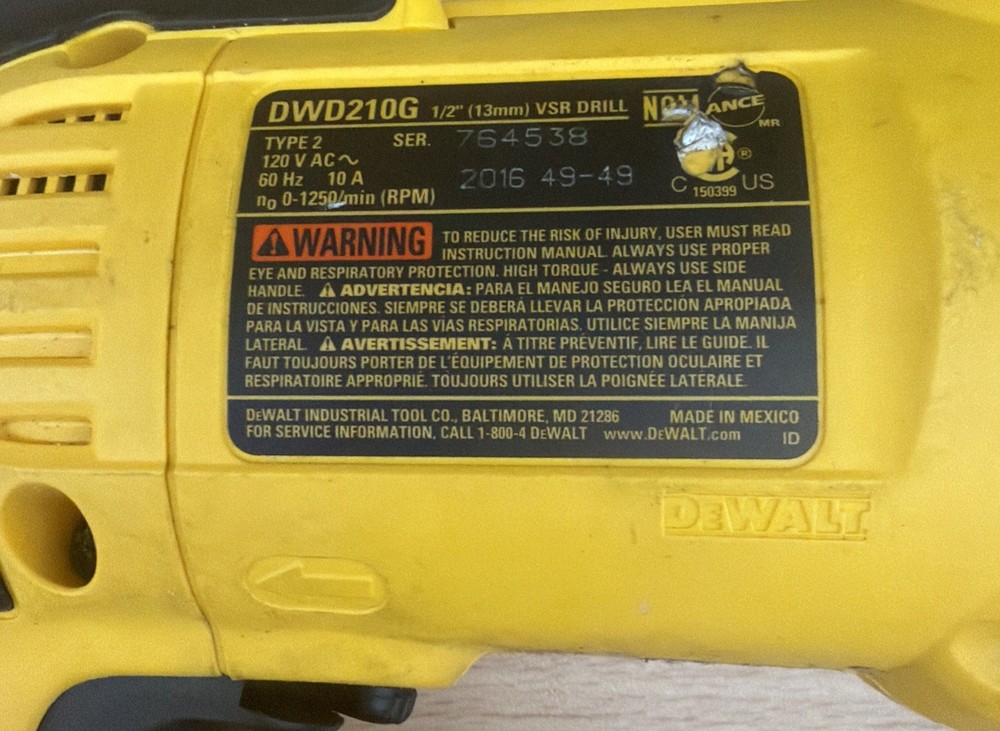 DWD210G 1/2" (13mm) VSR DRILL
ANCE
MR
TYPE 2 SER. 764538
120 V AC ~
60 Hz 10 A
2016 49-49
n₀ 0-1250/min (RPM)
®
C 150399 US
⚠ WARNING TO REDUCE THE RISK OF INJURY, USER MUST READ
INSTRUCTION MANUAL. ALWAYS USE PROPER
EYE AND RESPIRATORY PROTECTION. HIGH TORQUE - ALWAYS USE SIDE
HANDLE. ⚠ ADVERTENCIA: PARA EL MANEJO SEGURO LEA EL MANUAL
DE INSTRUCCIONES. SIEMPRE SE DEBERÁ LLEVAR LA PROTECCIÓN APROPIADA
PARA LA VISTA Y PARA LAS VÍAS RESPIRATORIAS. UTILICE SIEMPRE LA MANIJA
LATERAL. ⚠ AVERTISSEMENT: À TITRE PRÉVENTIF, LIRE LE GUIDE. IL
FAUT TOUJOURS PORTER DE L'ÉQUIPEMENT DE PROTECTION OCULAIRE ET
RESPIRATOIRE APPROPRIÉ. TOUJOURS UTILISER LA POIGNÉE LATÉRALE.
DEWALT INDUSTRIAL TOOL CO., BALTIMORE, MD 21286 MADE IN MEXICO
FOR SERVICE INFORMATION, CALL 1-800-4 DEWALT www.DEWALT.com ID
DEWALT